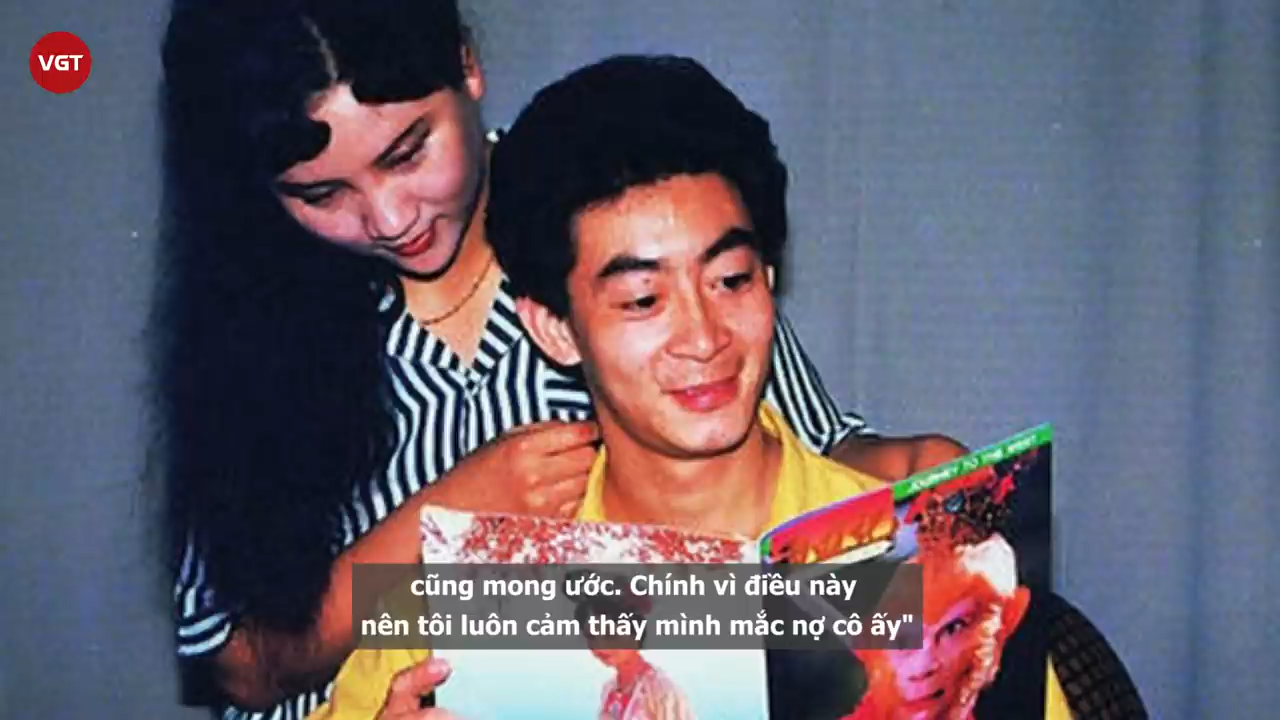 VGT
JOURNEY TO THE WEST
cũng mong ước. Chính vì điều này
nên tôi luôn cảm thấy mình mắc nợ cô ấy"